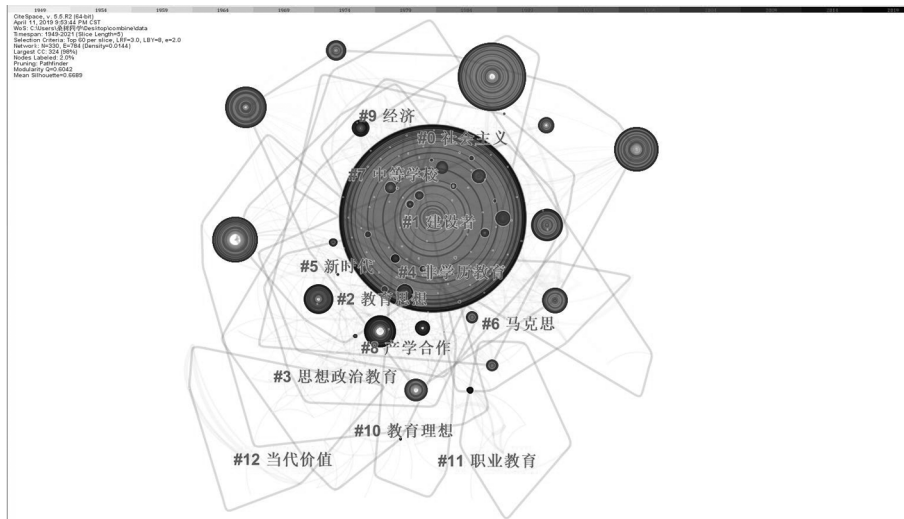 1949 1954 1959 1964 1969 1974 1979
CiteSpace, v. 5.5.R2 (64-bit)
April 11, 2019 9:53:44 PM CST
Timespan: 1949-2021 (Slice Length=5)
Selection Criteria: Top 60 per slice, LRF=3.0, LBY=8, e=2.0
Network: N=330, E=784 (Density=0.0144)
Largest CC: 324 (98%)
Nodes Labeled: 2.0%
Pruning: Pathfinder
Modularity Q=0.6042
Mean Silhouette=0.6689
#9 经济
#0 社会主义
#7 中等学校
#1 建设者
#5 新时代
#4 非学历教育
#2 教育思想
#6 马克思
#8 产学合作
#3 思想政治教育
#10 教育理想
#12 当代价值
#11 职业教育